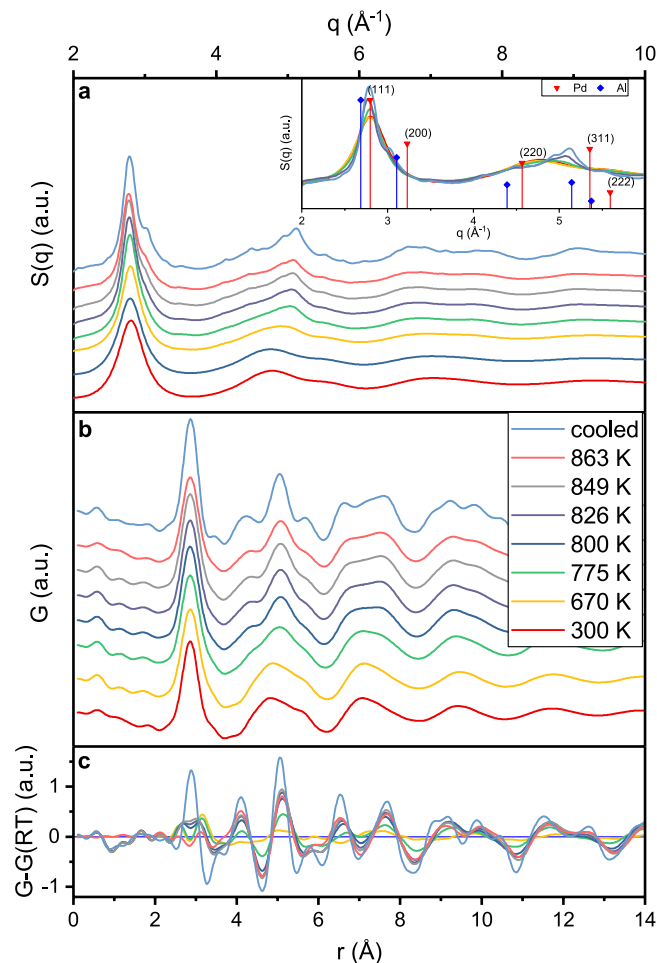 q (Å⁻¹)
2 4 6 8 10
a
S(q) (a.u.)
S(q) (a.u.)
(111)
(200)
(220)
(311)
(222)
Pd Al
2 3 4 5
q (Å⁻¹)
b
G (a.u.)
cooled
863 K
849 K
826 K
800 K
775 K
670 K
300 K
c
G-G(RT) (a.u.)
1
0
-1
0 2 4 6 8 10 12 14
r (Å)